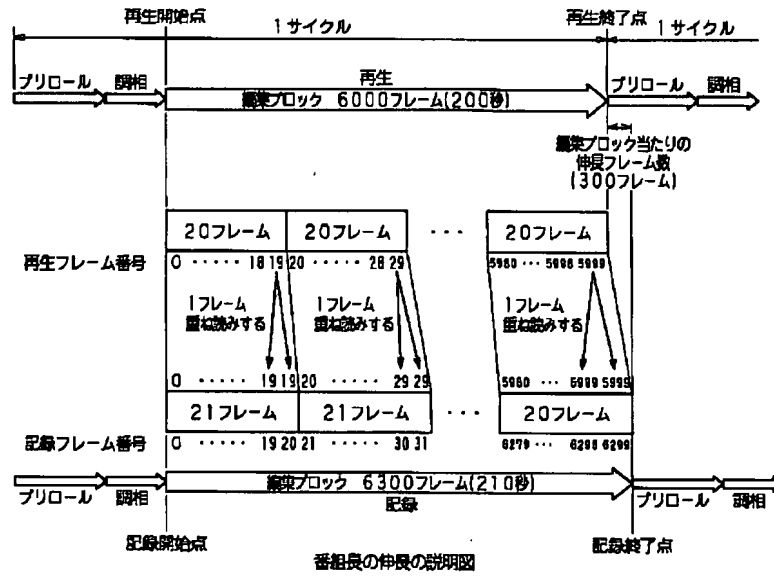 再生開始点
再生終了点
1サイクル
1サイクル
プリロール
調相
再生
編集ブロック 6000フレーム(200秒)
プリロール
調相
編集ブロック当たりの
伸長フレーム数
(300フレーム)
20フレーム
20フレーム
・・・
20フレーム
再生フレーム番号
0 ・・・・・ 18 19
20 ・・・・ 28 29
5980 ・・・ 5998 5999
1フレーム
重ね読みする
1フレーム
重ね読みする
1フレーム
重ね読みする
0 ・・・・・ 19 19
20 ・・・・・ 29 29
5980 ・・・ 5999 5999
21フレーム
21フレーム
・・・
20フレーム
記録フレーム番号
0 ・・・・・ 19 20
21 ・・・・・ 30 31
6279 ・・・ 6298 6299
プリロール
調相
編集ブロック 6300フレーム(210秒)
記録
プリロール
調相
記録開始点
記録終了点
番組長の伸長の説明図